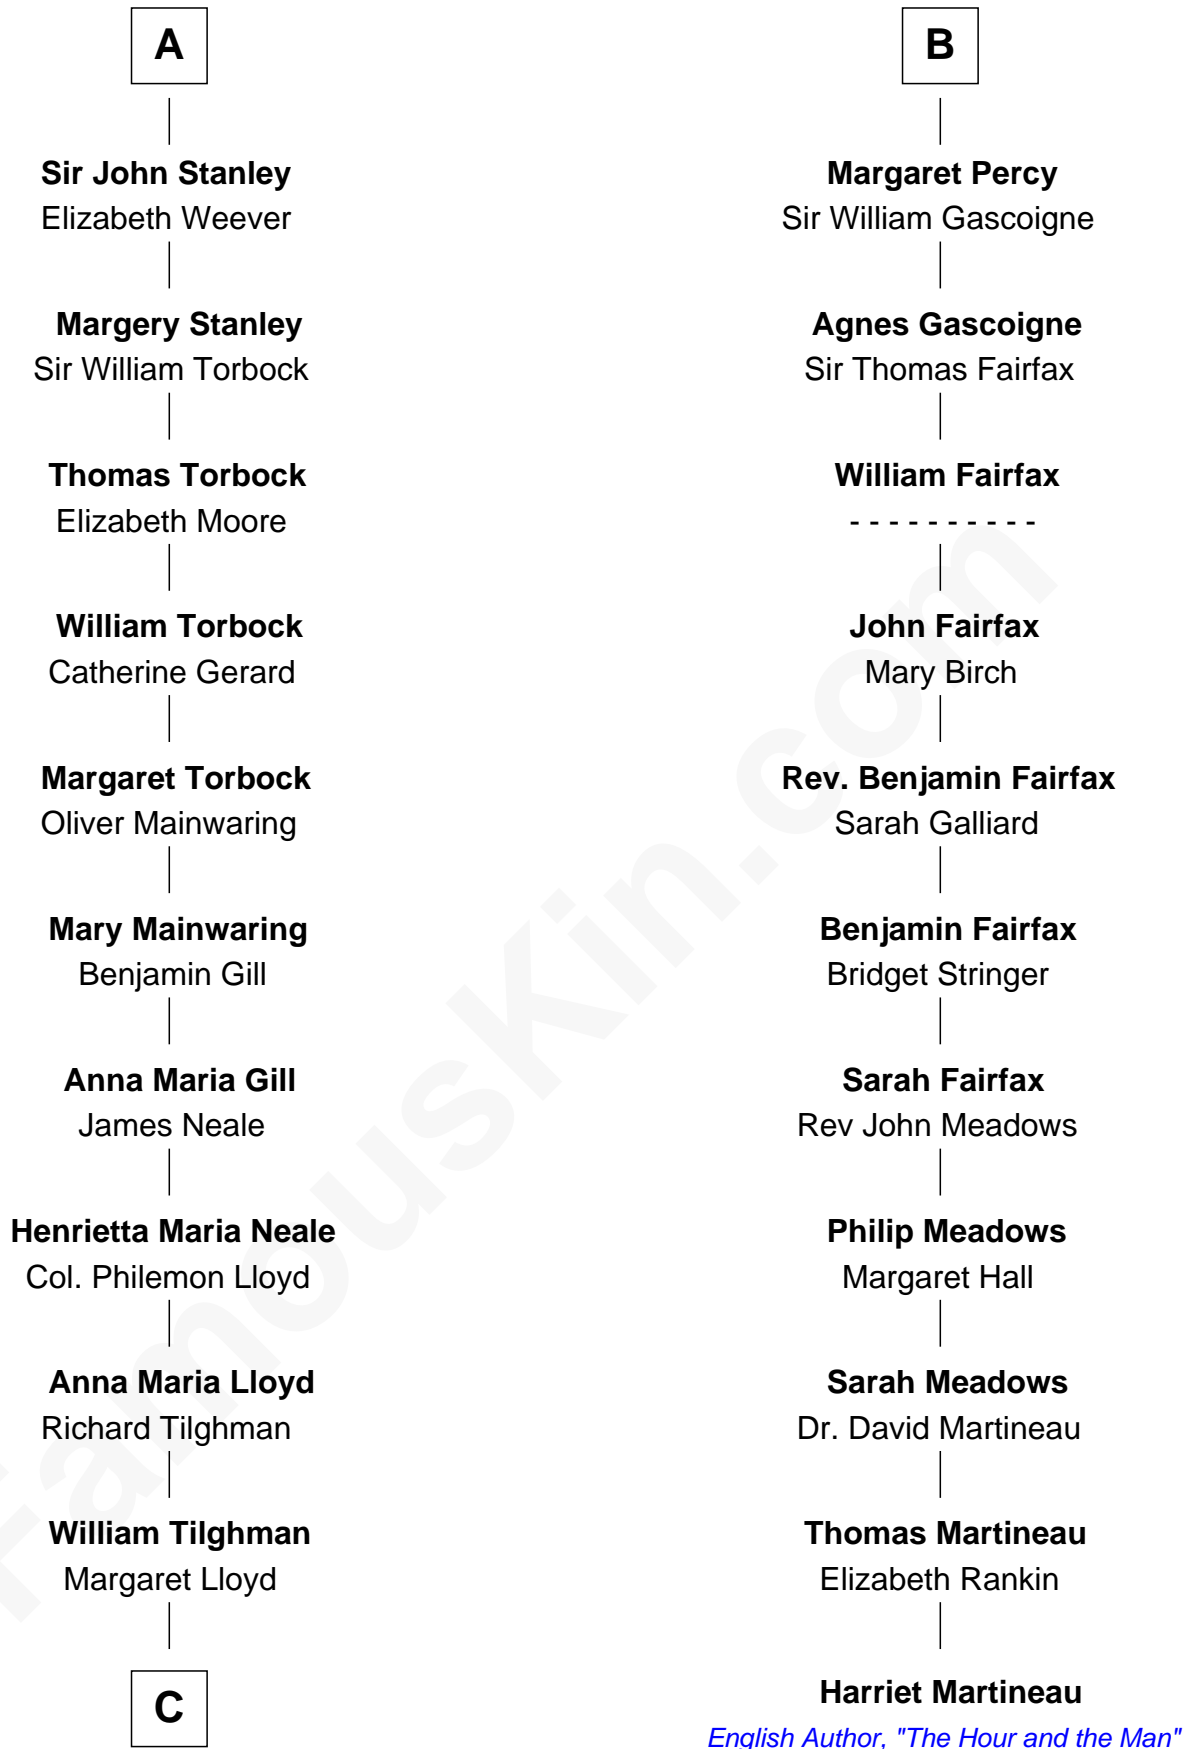 A
Sir John Stanley
Elizabeth Weever
Margery Stanley
Sir William Torbock
Thomas Torbock
Elizabeth Moore
William Torbock
Catherine Gerard
Margaret Torbock
Oliver Mainwaring
Mary Mainwaring
Benjamin Gill
Anna Maria Gill
James Neale
Henrietta Maria Neale
Col. Philemon Lloyd
Anna Maria Lloyd
Richard Tilghman
William Tilghman
Margaret Lloyd
C
B
Margaret Percy
Sir William Gascoigne
Agnes Gascoigne
Sir Thomas Fairfax
William Fairfax
- - - - - - - - - -
John Fairfax
Mary Birch
Rev. Benjamin Fairfax
Sarah Galliard
Benjamin Fairfax
Bridget Stringer
Sarah Fairfax
Rev John Meadows
Philip Meadows
Margaret Hall
Sarah Meadows
Dr. David Martineau
Thomas Martineau
Elizabeth Rankin
Harriet Martineau
English Author, "The Hour and the Man"
FamousKin.com